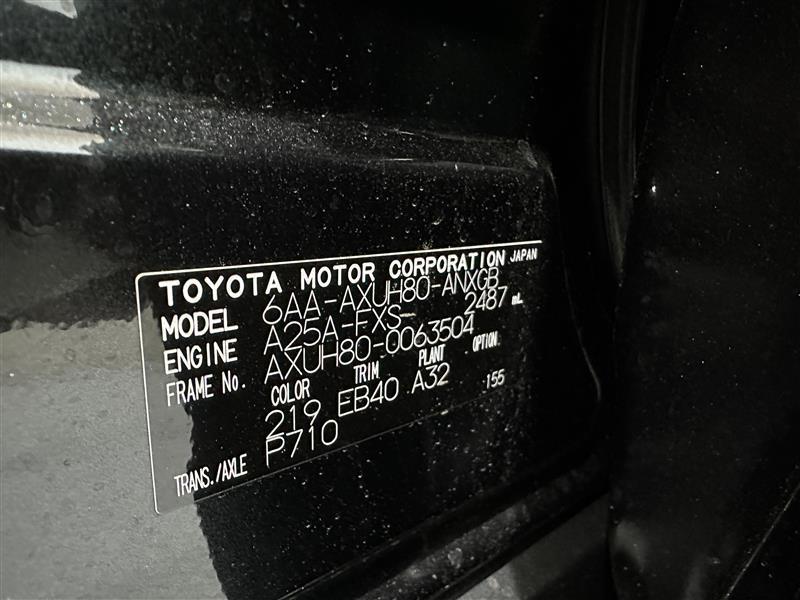 TOYOTA MOTOR CORPORATION JAPAN
MODEL 6AA-AXUH80-ANXGB
ENGINE A25A-FXS 2487 mL
FRAME No. AXUH80-0063504
COLOR TRIM PLANT OPTION
219 EB40 A32 155
TRANS./AXLE P710